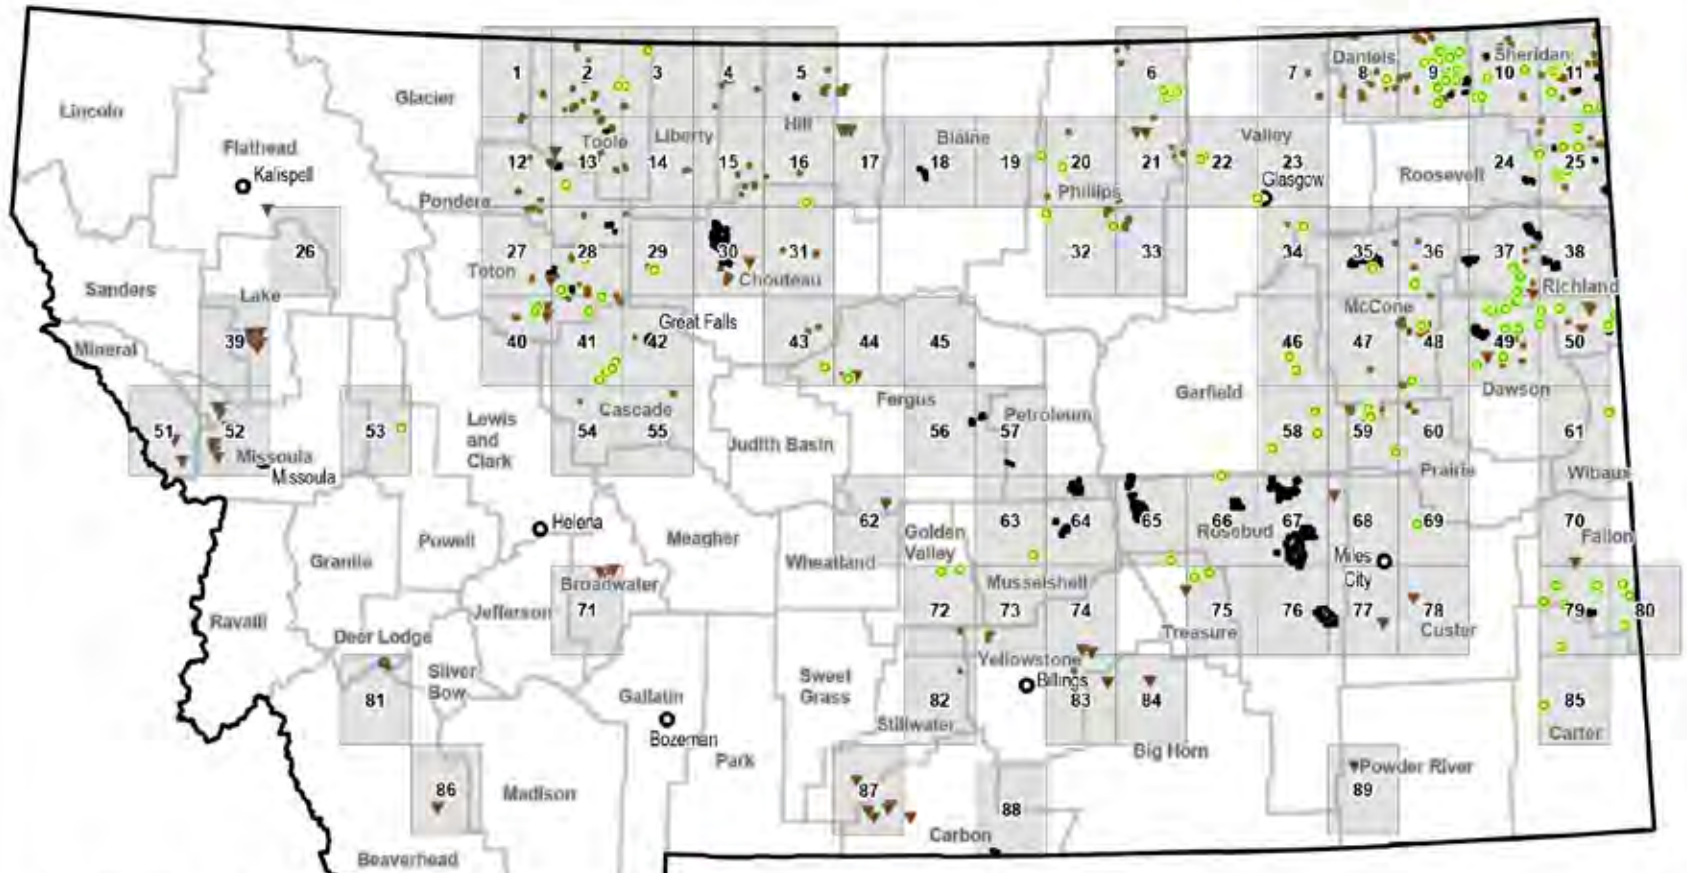 1 2 3 4 5 6 7 8 9 10 11
Daniels
Sheridan
Lincoln
Glacier
Toole
Liberty
Hill
Blaine
Valley
Flathead
Kalispell
12 13 14 15 16 17 18 19 20 21 22 23 24 25
Roosevelt
Glasgow
Phillips
Pondera
26 27 28 29 30 31 32 33 34 35 36 37 38
Teton
Chouteau
Sanders
Lake
Richland
McCone
Great Falls
Mineral
39 40 41 42 43 44 45 46 47 48 49 50
Garfield
Dawson
Fergus
Cascade
Petroleum
Lewis
and
Clark
Judith Basin
51 52 53 54 55 56 57 58 59 60 61
Missoula
Missoula
Prairie
Wibaux
62 63 64 65 66 67 68 69 70
Helena
Powell
Meagher
Golden
Valley
Rosebud
Fallon
Granite
Wheatland
Miles
City
Broadwater
Musselshell
71 72 73 74 75 76 77 78 79 80
Jefferson
Ravalli
Deer Lodge
Treasure
Custer
Yellowstone
Silver
Bow
Sweet
Grass
Billings
81 82 83 84 85
Gallatin
Stillwater
Bozeman
Carter
Big Horn
Park
Powder River
86 87 88 89
Madison
Carbon
Beaverhead